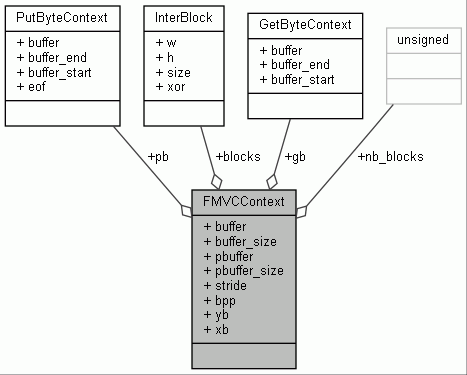 PutByteContext
+ buffer
+ buffer_end
+ buffer_start
+ eof
InterBlock
+ w
+ h
+ size
+ xor
GetByteContext
+ buffer
+ buffer_end
+ buffer_start
unsigned
+pb
+blocks
+gb
+nb_blocks
FMVCContext
+ buffer
+ buffer_size
+ pbuffer
+ pbuffer_size
+ stride
+ bpp
+ yb
+ xb